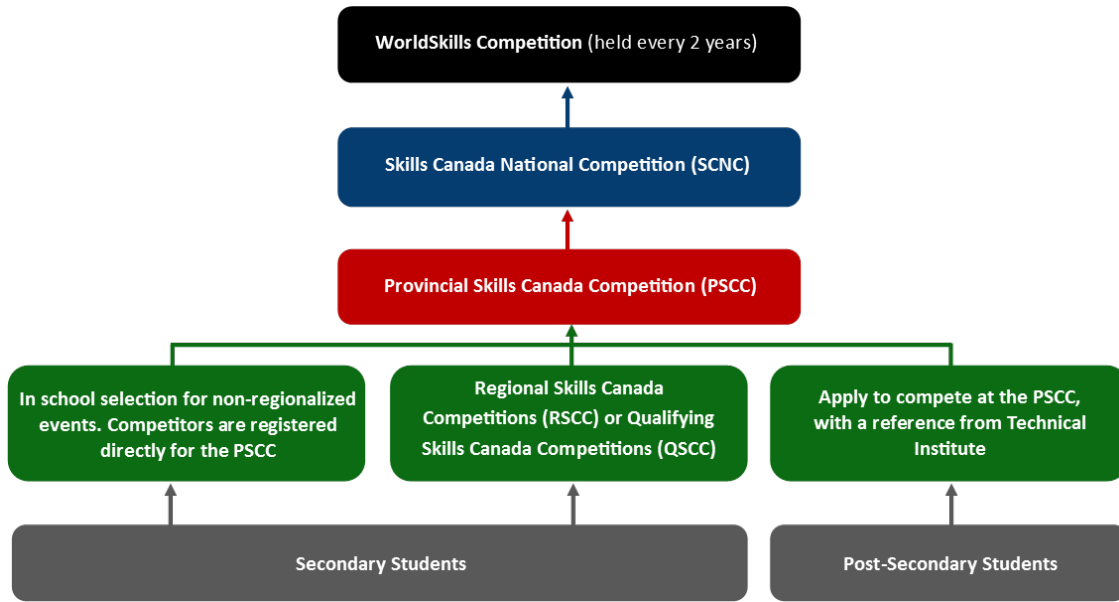 WorldSkills Competition (held every 2 years)
Skills Canada National Competition (SCNC)
Provincial Skills Canada Competition (PSCC)
In school selection for non-regionalized
events. Competitors are registered
directly for the PSCC
Regional Skills Canada
Competitions (RSCC) or Qualifying
Skills Canada Competitions (QSCC)
Apply to compete at the PSCC,
with a reference from Technical
Institute
Secondary Students
Post-Secondary Students